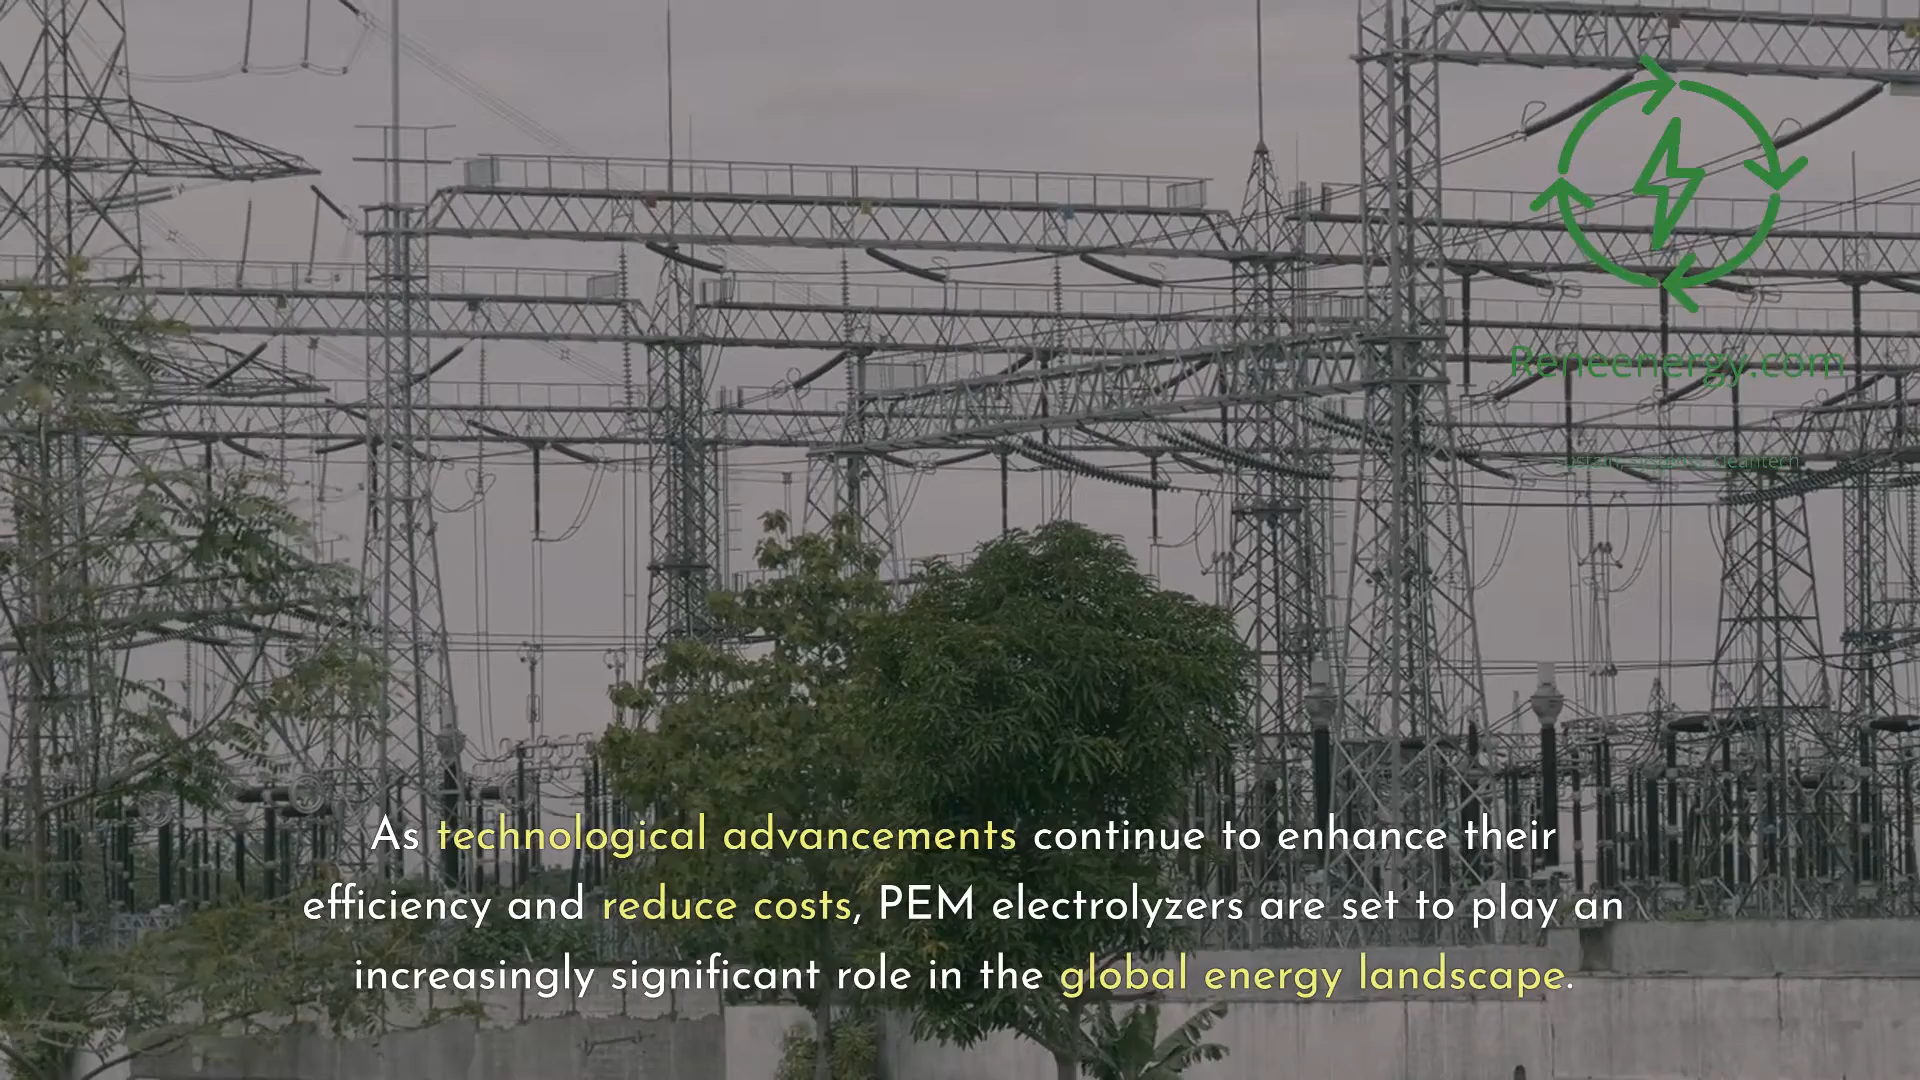 Reneenergy.com
cleantech
As technological advancements continue to enhance their
efficiency and reduce costs, PEM electrolyzers are set to play an
increasingly significant role in the global energy landscape.